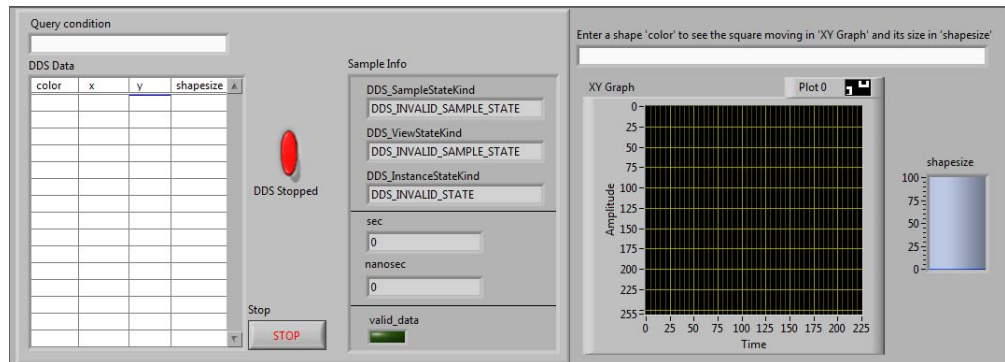 Query condition
DDS Data
color x y shapesize
DDS Stopped
Stop
STOP
Sample Info
DDS_SampleStateKind
DDS_INVALID_SAMPLE_STATE
DDS_ViewStateKind
DDS_INVALID_SAMPLE_STATE
DDS_InstanceStateKind
DDS_INVALID_STATE
sec
0
nanosec
0
valid_data
Enter a shape 'color' to see the square moving in 'XY Graph' and its size in 'shapesize'
XY Graph
Plot 0
Amplitude
0
25
50
75
100
125
150
175
200
225
255
0 25 50 75 100 125 150 175 200 225
Time
shapesize
100
75
50
25
0